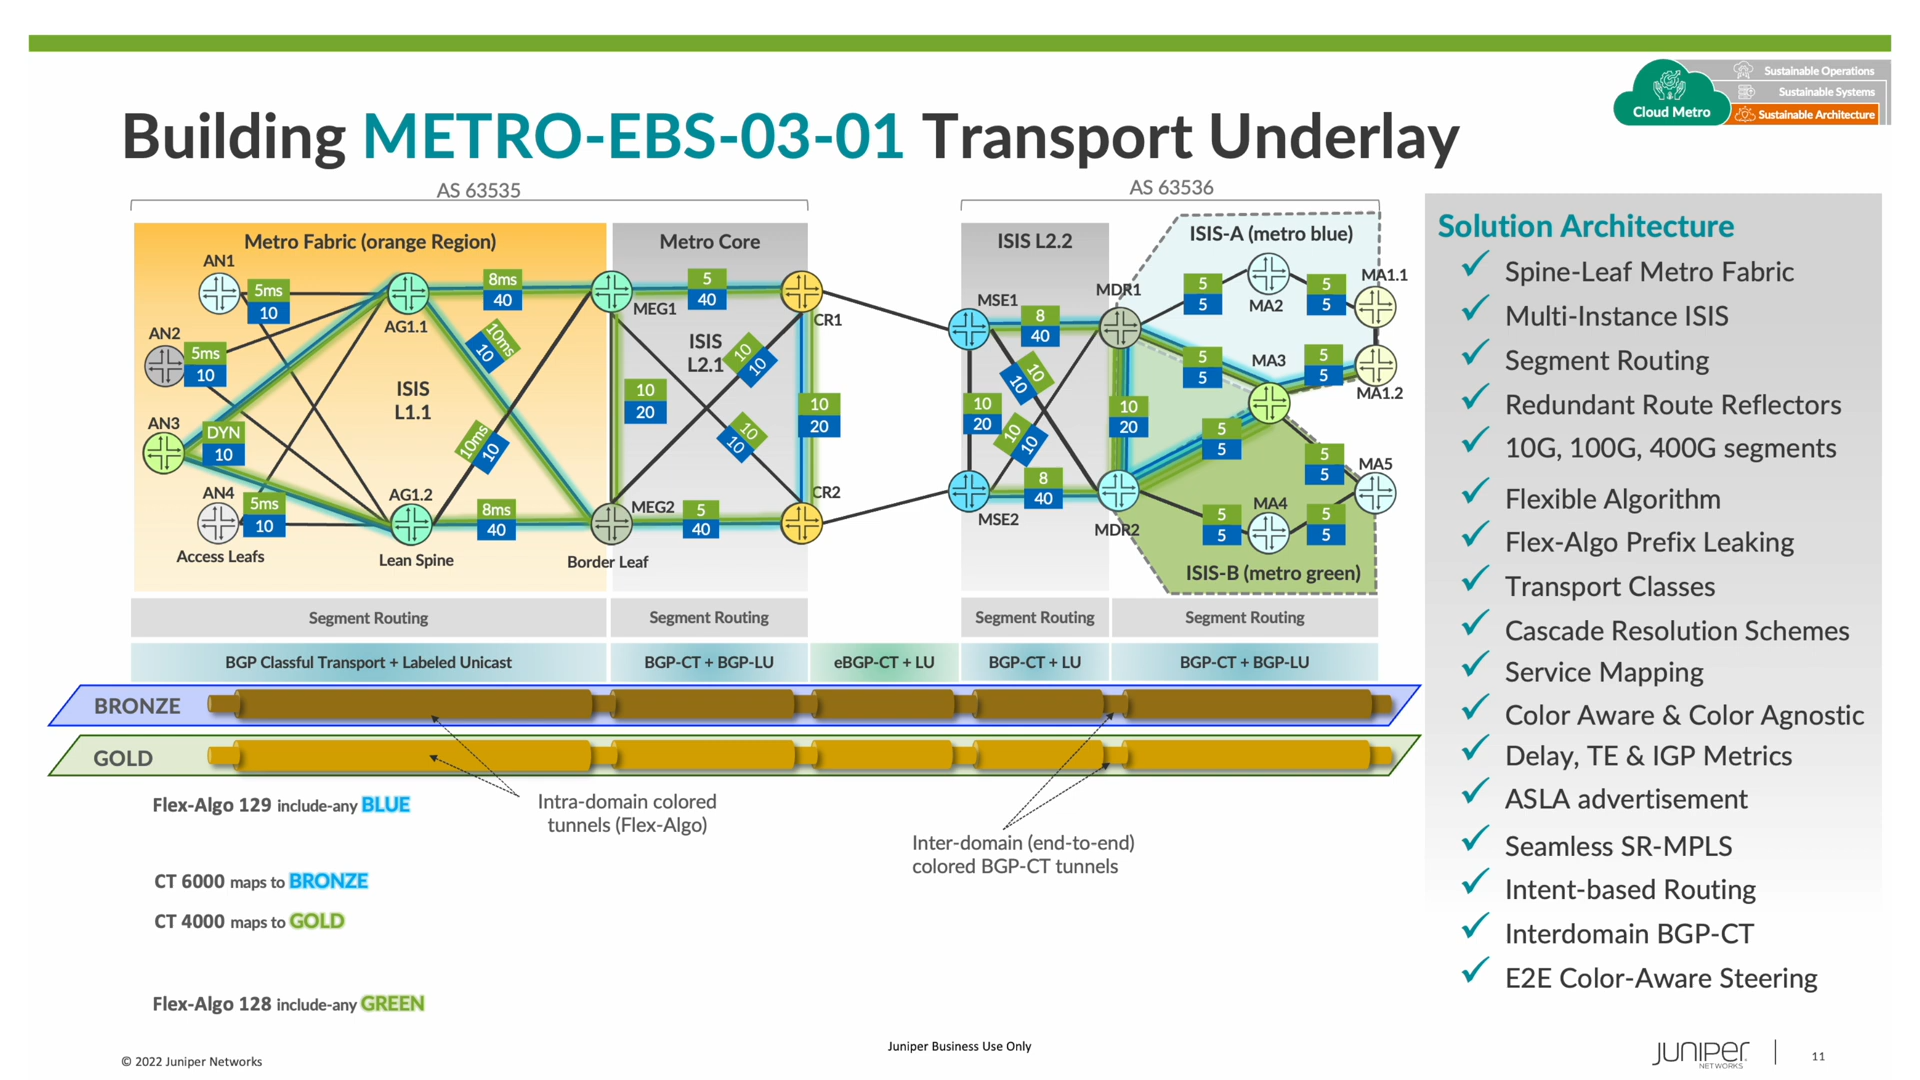 Sustainable Operations
Sustainable Systems
Cloud Metro
Sustainable Architecture
Building METRO-EBS-03-01 Transport Underlay
AS 63535
AS 63536
Metro Fabric (orange Region)
Metro Core
ISIS L2.2
ISIS-A (metro blue)
AN1
5ms
10
AN2
5ms
10
AN3
DYN
10
AN4
5ms
10
Access Leafs
AG1.1
ISIS
L1.1
AG1.2
Lean Spine
8ms
40
10ms
10
10ms
10
8ms
40
MEG1
MEG2
Border Leaf
5
40
ISIS
L2.1
10
20
10
10
10
10
5
40
CR1
10
20
CR2
MSE1
8
40
10
20
10
10
10
10
8
40
MSE2
MDR1
10
20
MDR2
5
5
MA2
5
5
MA1.1
5
5
MA3
5
5
MA1.2
5
5
5
5
MA5
5
5
MA4
5
5
ISIS-B (metro green)
Segment Routing
Segment Routing
Segment Routing
Segment Routing
BGP Classful Transport + Labeled Unicast
BGP-CT + BGP-LU
eBGP-CT + LU
BGP-CT + LU
BGP-CT + BGP-LU
BRONZE
GOLD
Flex-Algo 129 include-any BLUE
Intra-domain colored
tunnels (Flex-Algo)
Inter-domain (end-to-end)
colored BGP-CT tunnels
CT 6000 maps to BRONZE
CT 4000 maps to GOLD
Flex-Algo 128 include-any GREEN
Solution Architecture
Spine-Leaf Metro Fabric
Multi-Instance ISIS
Segment Routing
Redundant Route Reflectors
10G, 100G, 400G segments
Flexible Algorithm
Flex-Algo Prefix Leaking
Transport Classes
Cascade Resolution Schemes
Service Mapping
Color Aware & Color Agnostic
Delay, TE & IGP Metrics
ASLA advertisement
Seamless SR-MPLS
Intent-based Routing
Interdomain BGP-CT
E2E Color-Aware Steering
© 2022 Juniper Networks
Juniper Business Use Only
JUNIPER
NETWORKS
11